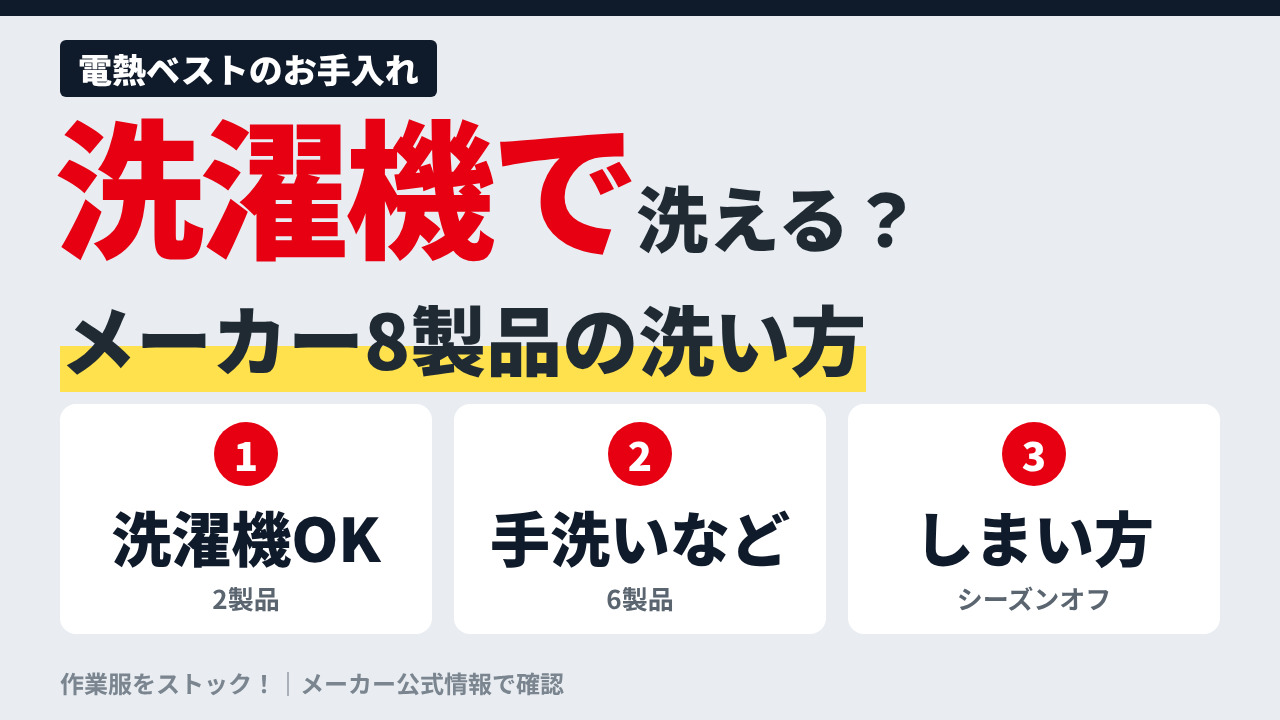 電熱ベストのお手入れ
洗濯機で洗える？
メーカー8製品の洗い方
1
洗濯機OK
2製品
2
手洗いなど
6製品
3
しまい方
シーズンオフ
作業服をストック！｜メーカー公式情報で確認